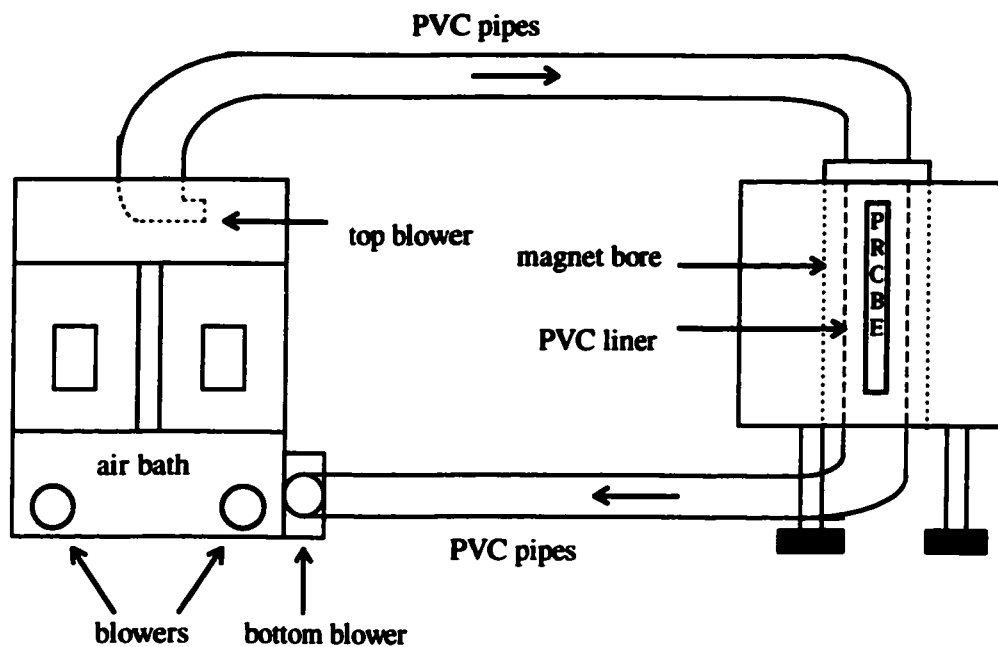 PVC pipes
top blower
magnet bore
PVC liner
P
R
C
B
E
air bath
PVC pipes
blowers
bottom blower